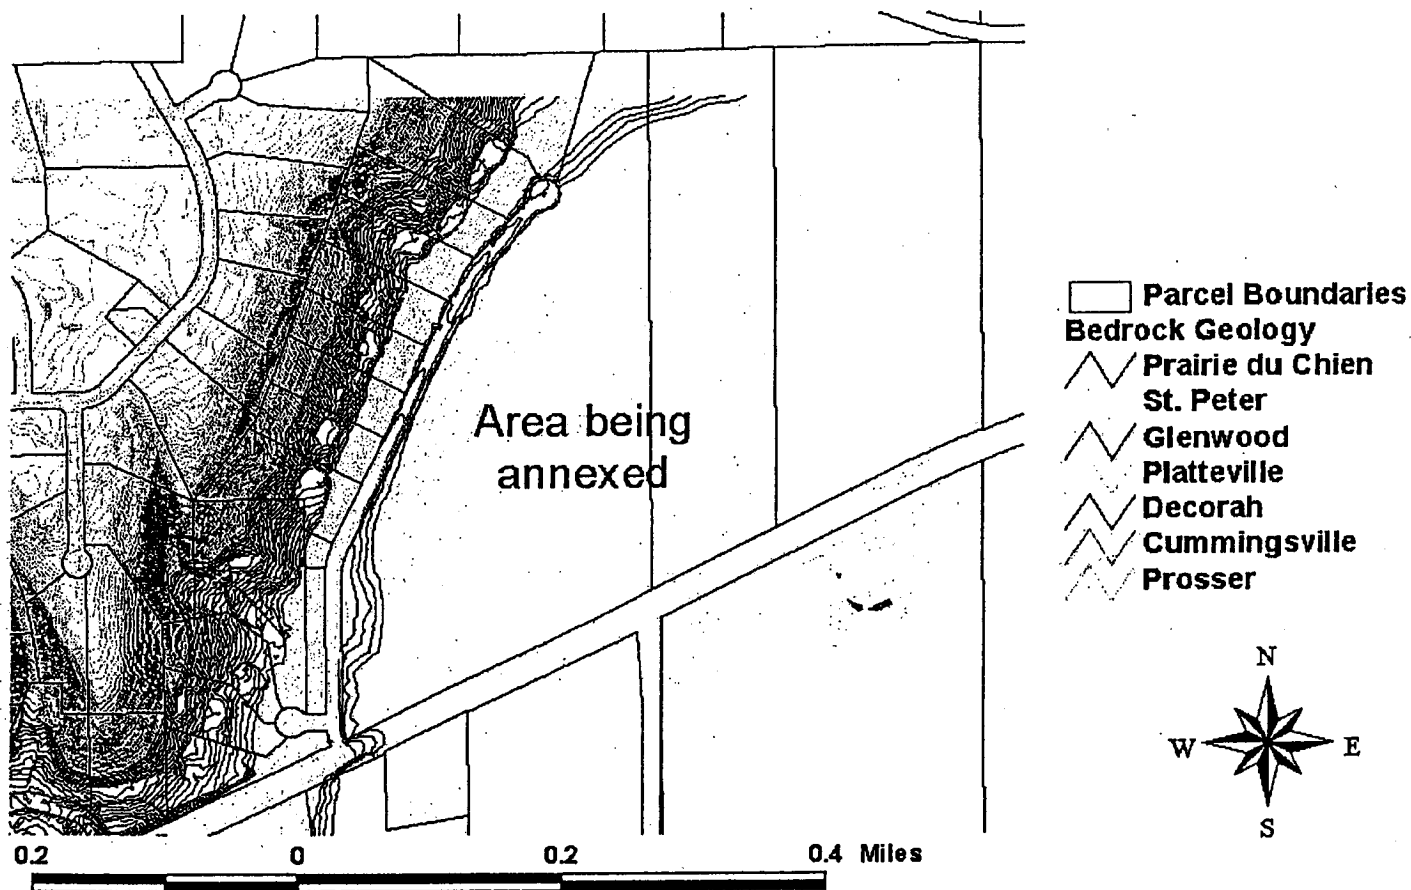 Area being
annexed
Parcel Boundaries
Bedrock Geology
Prairie du Chien
St. Peter
Glenwood
Platteville
Decorah
Cummingsville
Prosser
N
W E
S
0.2 0 0.2 0.4 Miles